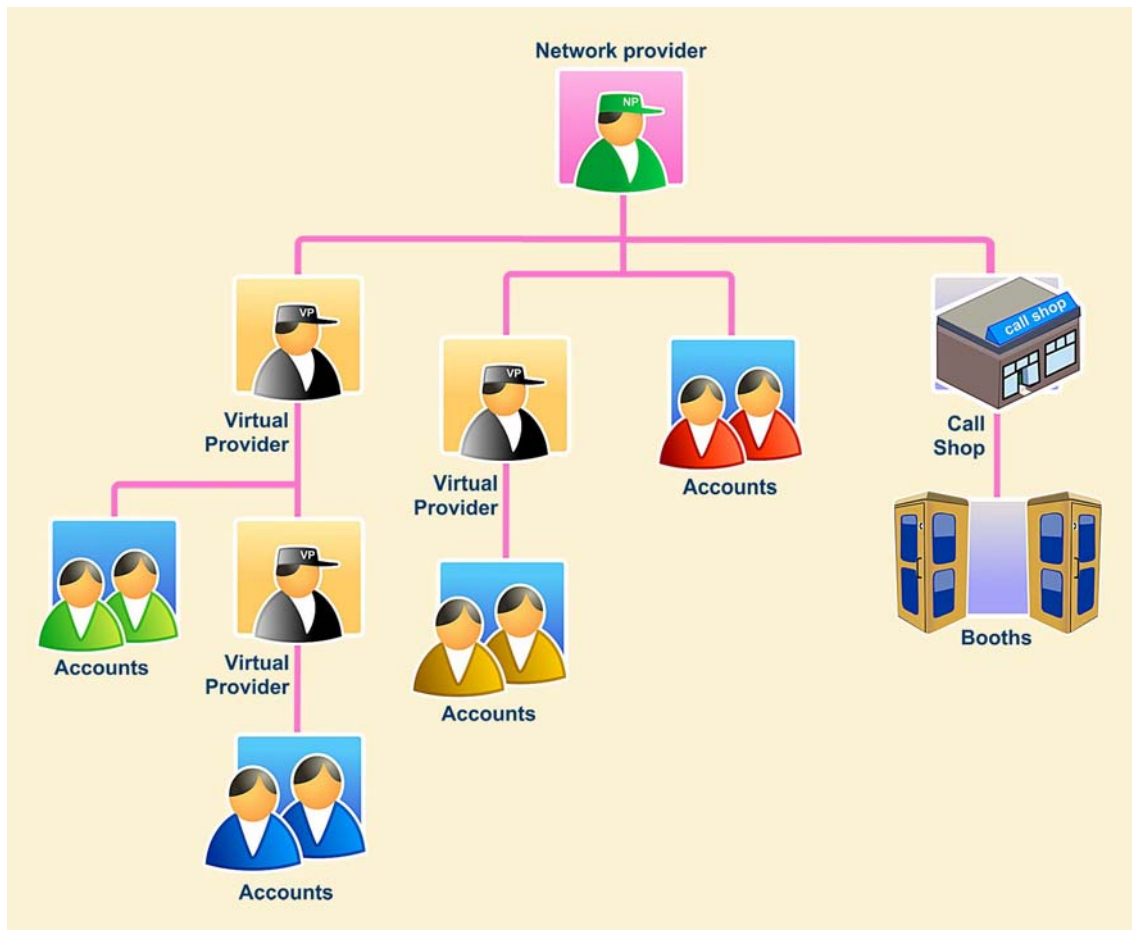 Network provider
NP
VP
Virtual
Provider
VP
Virtual
Provider
Accounts
call shop
Call
Shop
Accounts
VP
Virtual
Provider
Accounts
Booths
Accounts
Accounts